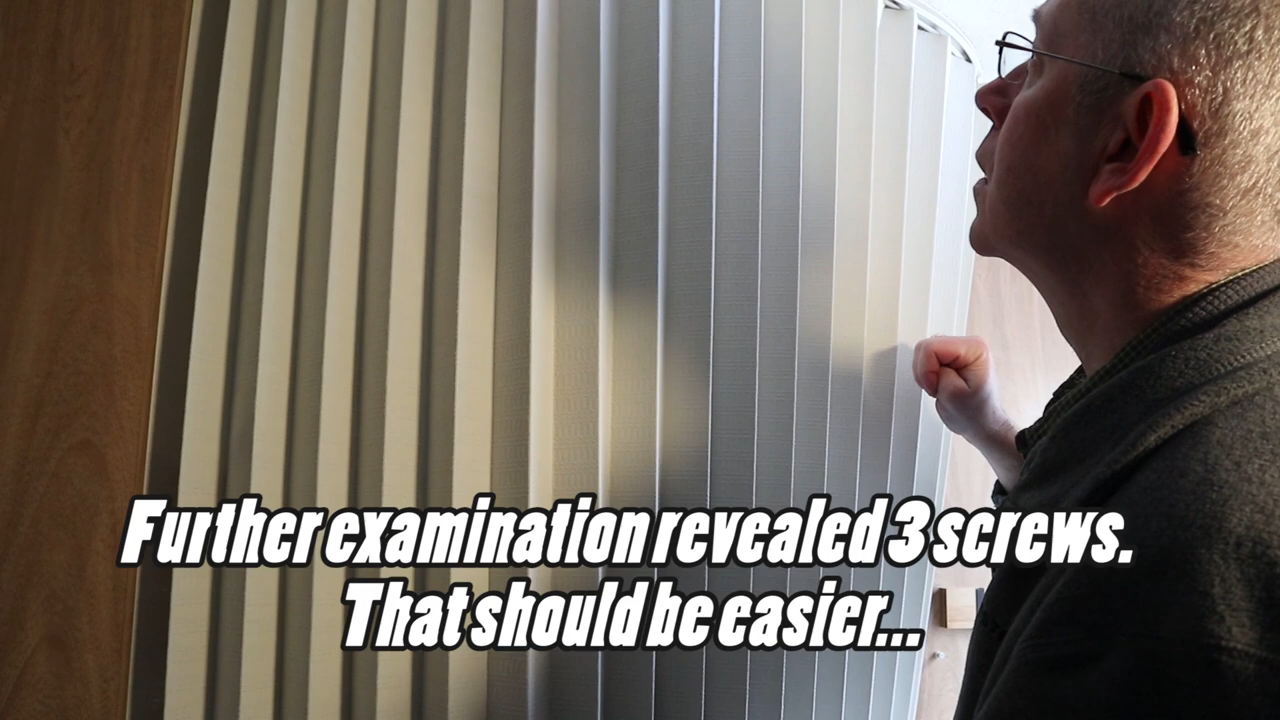 Further examination revealed 3 screws.
That should be easier...